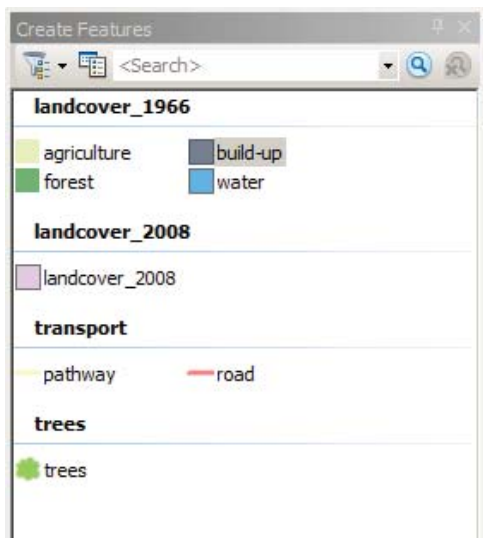 Create Features
<Search>
landcover_1966
agriculture build-up
forest water
landcover_2008
landcover_2008
transport
pathway road
trees
trees